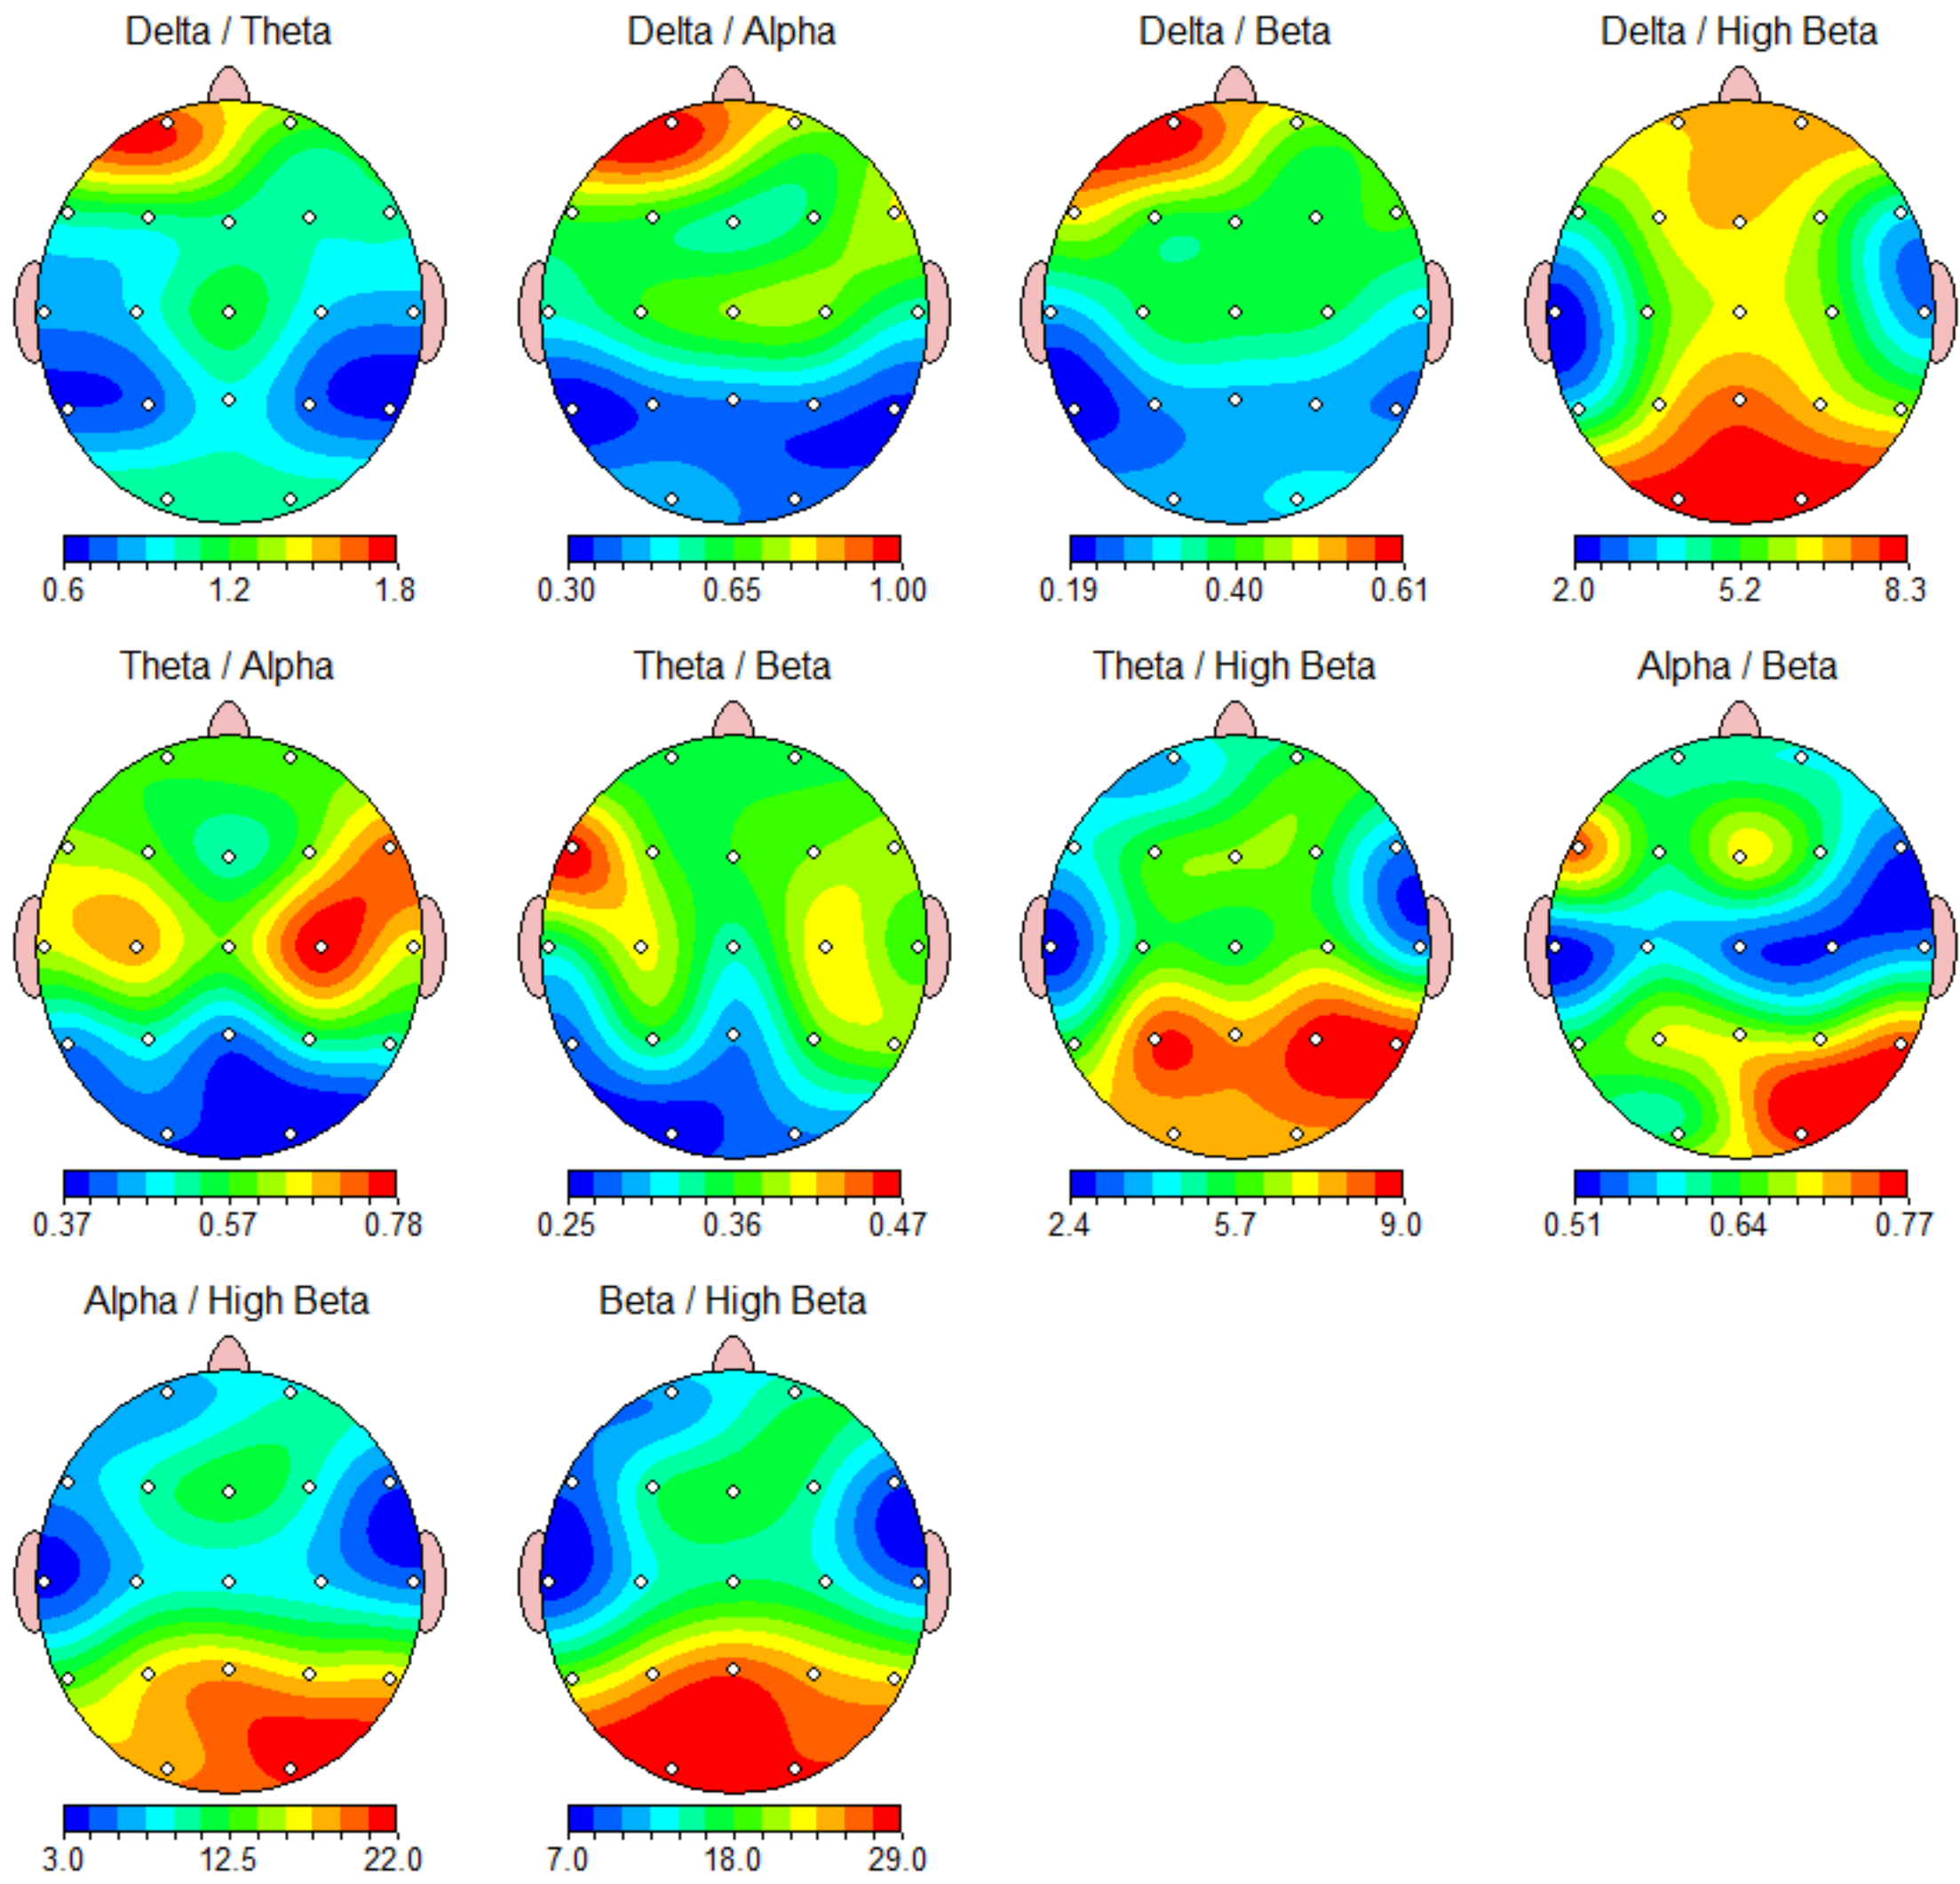 Delta / Theta Delta / Alpha Delta / Beta Delta / High Beta
0.6 1.2 1.8 0.30 0.65 1.00 0.19 0.40 0.61 2.0 5.2 8.3
Theta / Alpha Theta / Beta Theta / High Beta Alpha / Beta
0.37 0.57 0.78 0.25 0.36 0.47 2.4 5.7 9.0 0.51 0.64 0.77
Alpha / High Beta Beta / High Beta
3.0 12.5 22.0 7.0 18.0 29.0